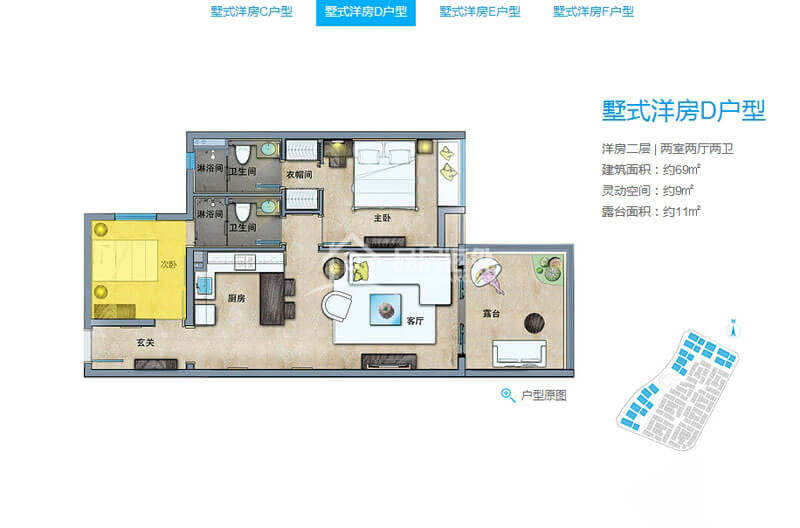 墅式洋房C户型 墅式洋房D户型 墅式洋房E户型 墅式洋房F户型
墅式洋房D户型
洋房二层 | 两室两厅两卫
建筑面积：约69㎡
灵动空间：约9㎡
露台面积：约11㎡
淋浴间 卫生间 衣帽间
淋浴间 卫生间 主卧
次卧
厨房
客厅
露台
玄关
户型原图
N